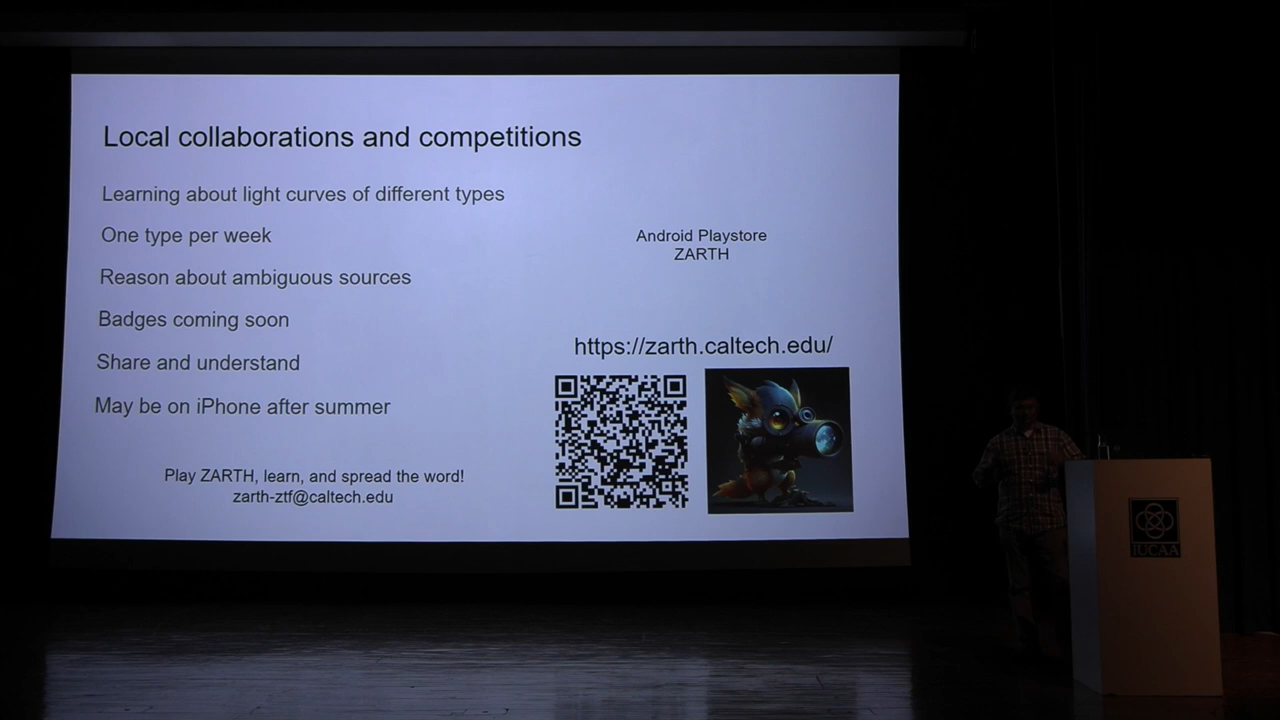 Local collaborations and competitions
Learning about light curves of different types
One type per week
Reason about ambiguous sources
Badges coming soon
Share and understand
May be on iPhone after summer
Play ZARTH, learn, and spread the word!
zarth-ztf@caltech.edu
Android Playstore
ZARTH
https://zarth.caltech.edu/
IUCAA